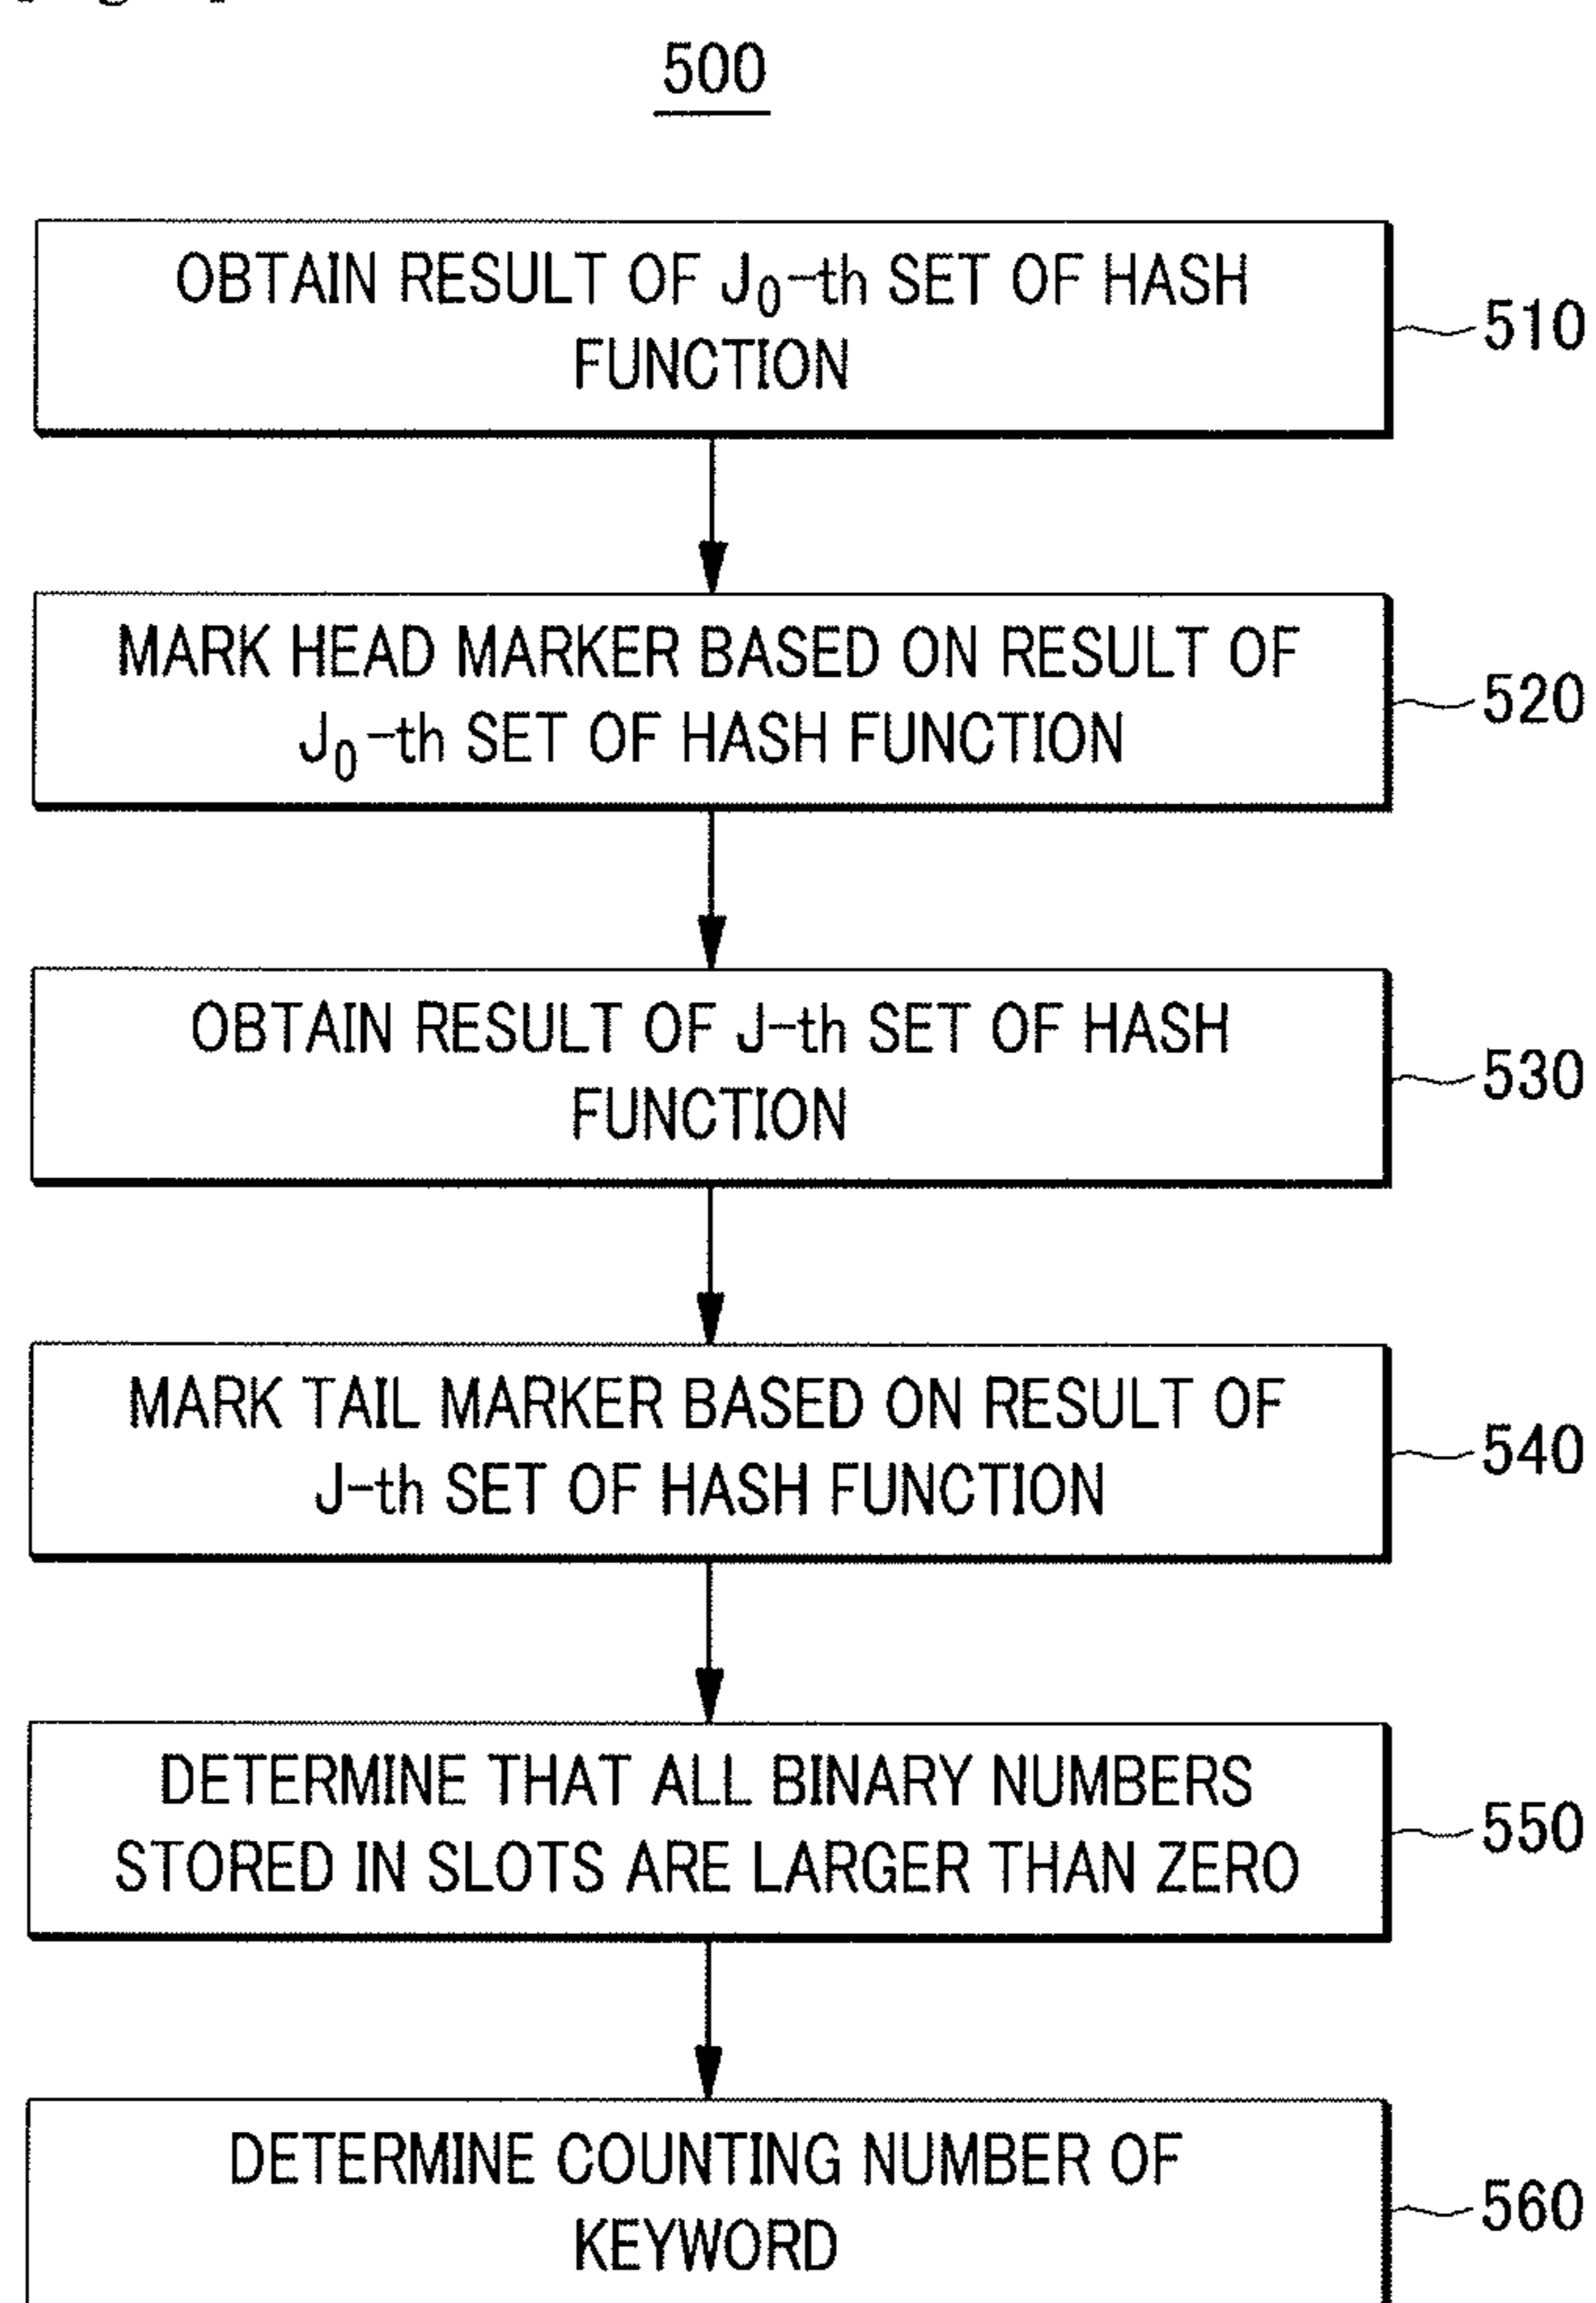 500
OBTAIN RESULT OF J₀-th SET OF HASH
FUNCTION
510
MARK HEAD MARKER BASED ON RESULT OF
J₀-th SET OF HASH FUNCTION
520
OBTAIN RESULT OF J-th SET OF HASH
FUNCTION
530
MARK TAIL MARKER BASED ON RESULT OF
J-th SET OF HASH FUNCTION
540
DETERMINE THAT ALL BINARY NUMBERS
STORED IN SLOTS ARE LARGER THAN ZERO
550
DETERMINE COUNTING NUMBER OF
KEYWORD
560